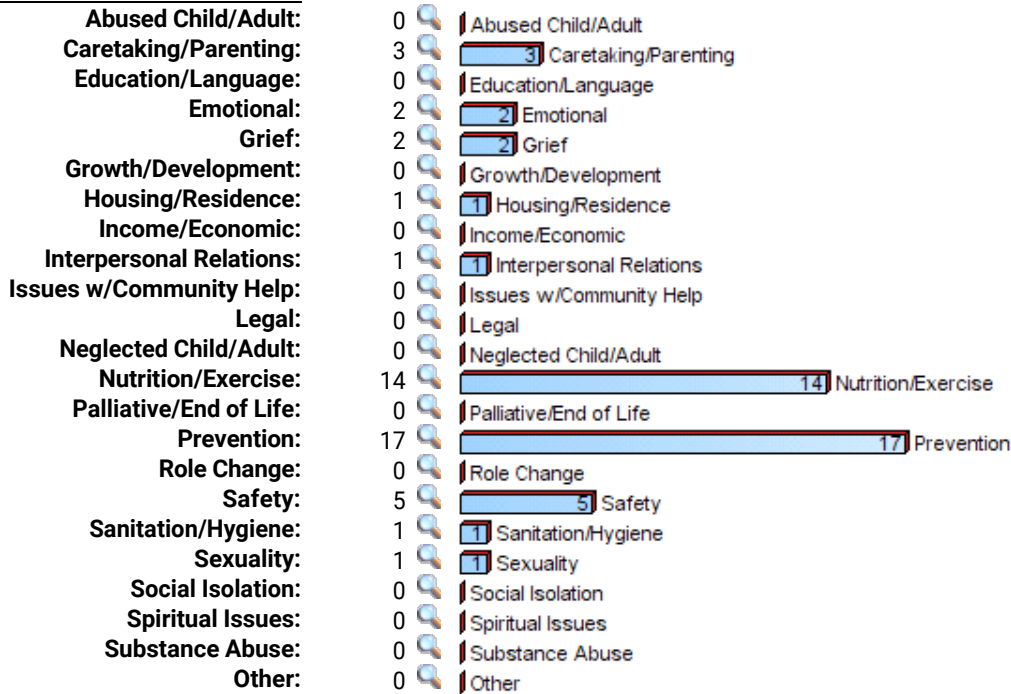 Abused Child/Adult: 0 Abused Child/Adult
Caretaking/Parenting: 3 3 Caretaking/Parenting
Education/Language: 0 Education/Language
Emotional: 2 2 Emotional
Grief: 2 2 Grief
Growth/Development: 0 Growth/Development
Housing/Residence: 1 1 Housing/Residence
Income/Economic: 0 Income/Economic
Interpersonal Relations: 1 1 Interpersonal Relations
Issues w/Community Help: 0 Issues w/Community Help
Legal: 0 Legal
Neglected Child/Adult: 0 Neglected Child/Adult
Nutrition/Exercise: 14 14 Nutrition/Exercise
Palliative/End of Life: 0 Palliative/End of Life
Prevention: 17 17 Prevention
Role Change: 0 Role Change
Safety: 5 5 Safety
Sanitation/Hygiene: 1 1 Sanitation/Hygiene
Sexuality: 1 1 Sexuality
Social Isolation: 0 Social Isolation
Spiritual Issues: 0 Spiritual Issues
Substance Abuse: 0 Substance Abuse
Other: 0 Other